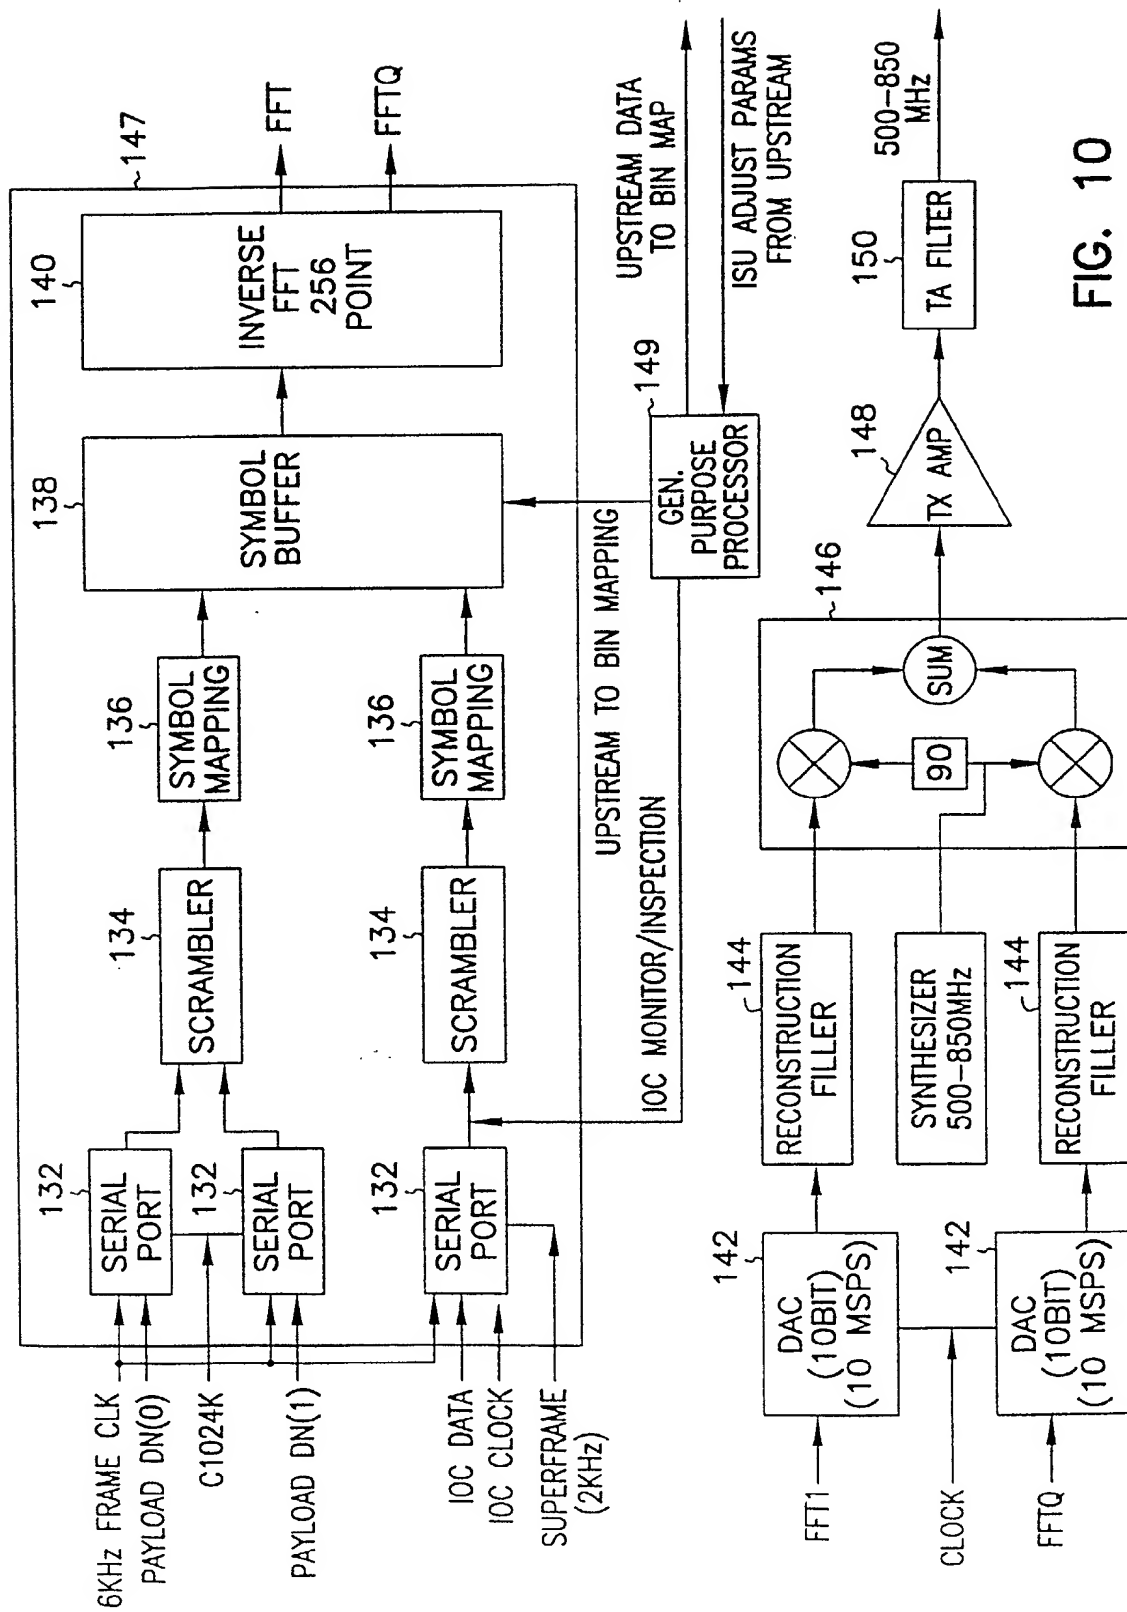 147
140
INVERSE
FFT
256
POINT
FFT
FFTQ
138
SYMBOL
BUFFER
136
SYMBOL
MAPPING
136
SYMBOL
MAPPING
134
SCRAMBLER
134
SCRAMBLER
132
SERIAL
PORT
132
SERIAL
PORT
132
SERIAL
PORT
6KHz FRAME CLK
PAYLOAD DN(0)
C1024K
PAYLOAD DN(1)
IOC DATA
IOC CLOCK
SUPERFRAME
(2KHz)
UPSTREAM TO BIN MAPPING
IOC MONITOR/INSPECTION
149
GEN.
PURPOSE
PROCESSOR
UPSTREAM DATA
TO BIN MAP
ISU ADJUST PARAMS
FROM UPSTREAM
FFT1
CLOCK
FFTQ
142
DAC
(10BIT)
(10 MSPS)
142
DAC
(10BIT)
(10 MSPS)
144
RECONSTRUCTION
FILLER
SYNTHESIZER
500-850MHz
144
RECONSTRUCTION
FILLER
146
90
SUM
148
TX AMP
150
TA FILTER
500-850
MHz
FIG. 10